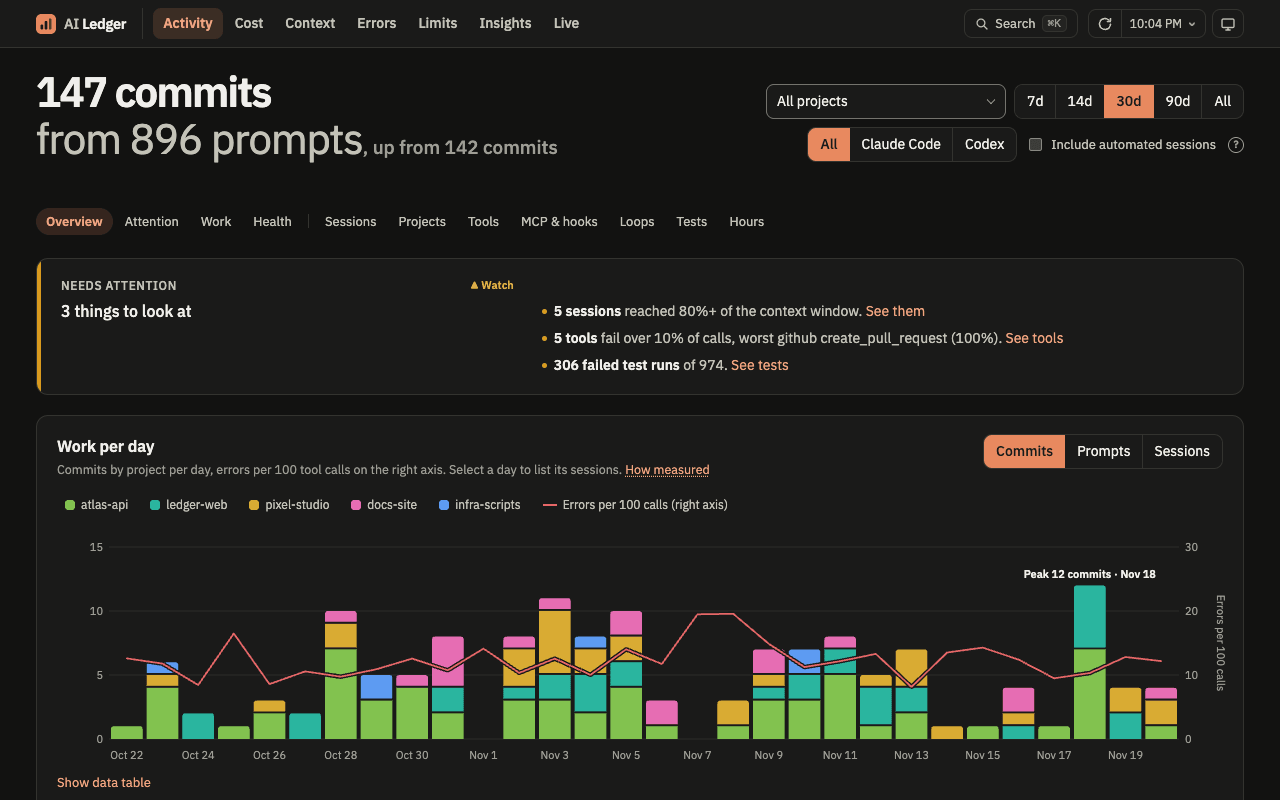 AI Ledger
Activity Cost Context Errors Limits Insights Live
Search ⌘K
10:04 PM
147 commits
from 896 prompts, up from 142 commits
All projects
7d 14d 30d 90d All
All Claude Code Codex
Include automated sessions ?
Overview Attention Work Health Sessions Projects Tools MCP & hooks Loops Tests Hours
NEEDS ATTENTION
3 things to look at
Watch
5 sessions reached 80%+ of the context window. See them
5 tools fail over 10% of calls, worst github create_pull_request (100%). See tools
306 failed test runs of 974. See tests
Work per day
Commits by project per day, errors per 100 tool calls on the right axis. Select a day to list its sessions. How measured
Commits Prompts Sessions
atlas-api ledger-web pixel-studio docs-site infra-scripts Errors per 100 calls (right axis)
15 30
Peak 12 commits · Nov 18
10 20
5 10
0 0
Errors per 100 calls
Oct 22 Oct 24 Oct 26 Oct 28 Oct 30 Nov 1 Nov 3 Nov 5 Nov 7 Nov 9 Nov 11 Nov 13 Nov 15 Nov 17 Nov 19
Show data table